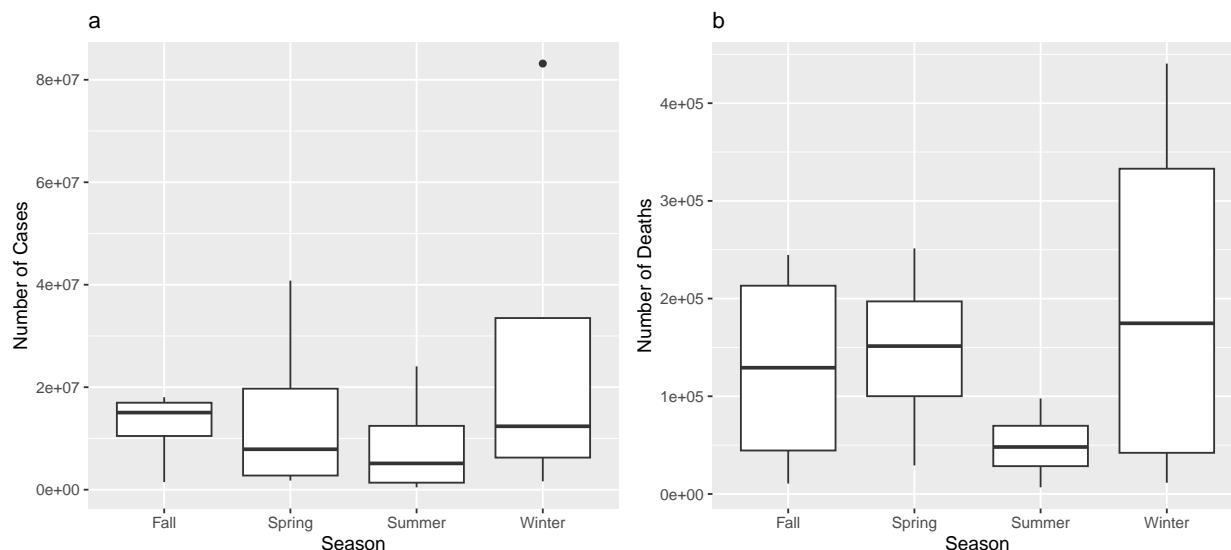 a
Number of Cases
8e+07
6e+07
4e+07
2e+07
0e+00
Fall Spring Summer Winter
Season
b
Number of Deaths
4e+05
3e+05
2e+05
1e+05
0e+00
Fall Spring Summer Winter
Season